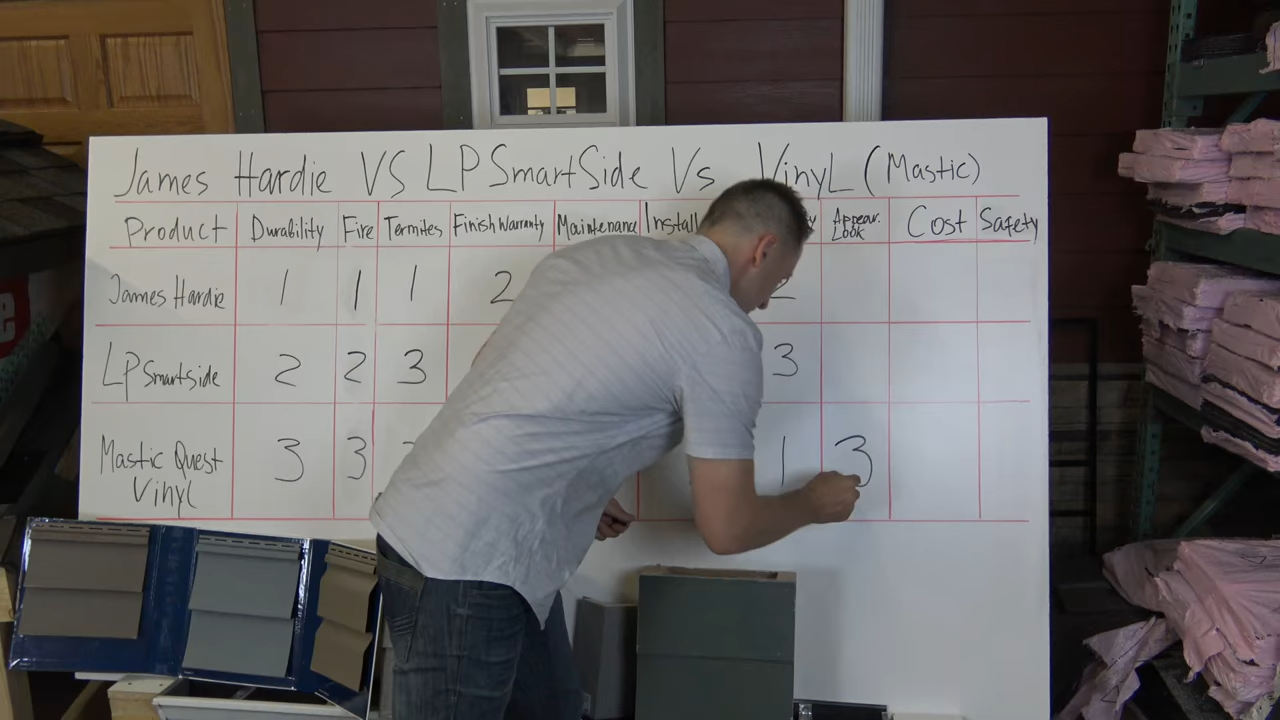 James Hardie VS LP SmartSide Vs Vinyl (Mastic)
Product Durability Fire Termites Finish Warranty Maintenance Install Appear. Look Cost Safety
James Hardie 1 1 1 2
LP Smartside 2 2 3 3
Mastic Quest Vinyl 3 3 1 3